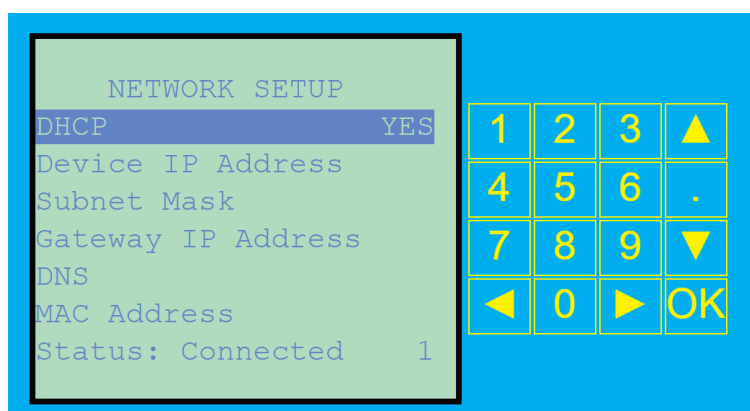 NETWORK SETUP
DHCP YES
Device IP Address
Subnet Mask
Gateway IP Address
DNS
MAC Address
Status: Connected 1
1 2 3 ▲
4 5 6 .
7 8 9 ▼
◀ 0 ▶ OK